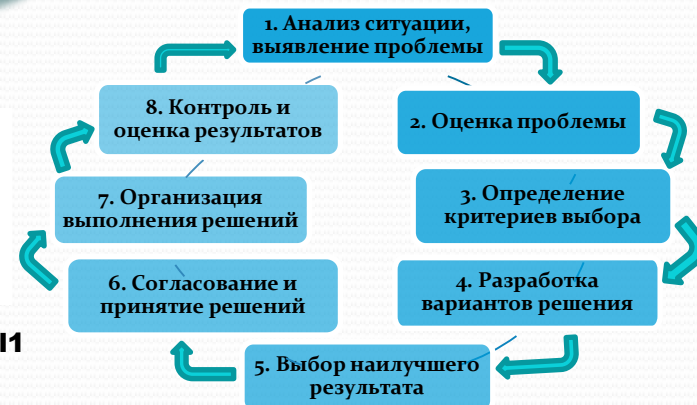 1. Анализ ситуации,
выявление проблемы
2. Оценка проблемы
3. Определение
критериев выбора
4. Разработка
вариантов решения
5. Выбор наилучшего
результата
6. Согласование и
принятие решений
7. Организация
выполнения решений
8. Контроль и
оценка результатов